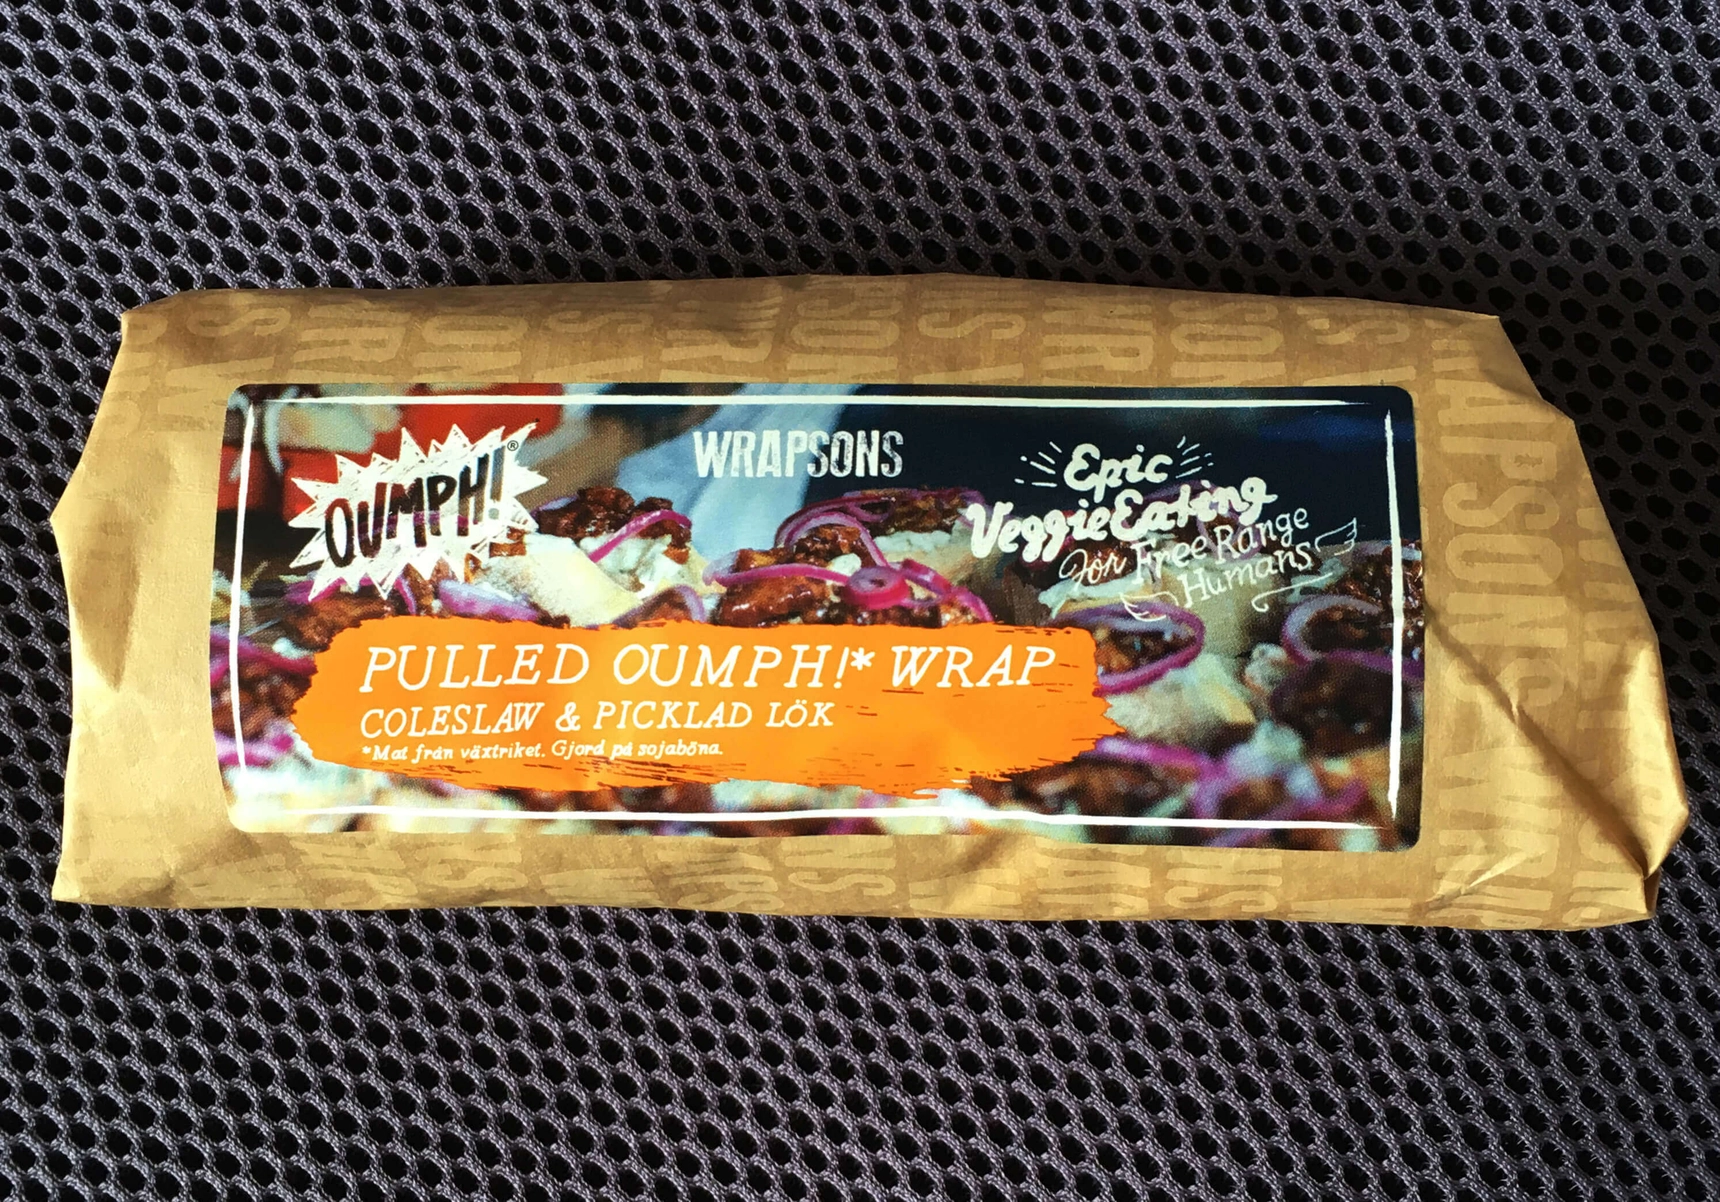 OUMPH!®
WRAPSONS
Epic
VeggieEating
For Free Range
Humans
PULLED OUMPH!* WRAP
COLESLAW & PICKLAD LÖK
*Mat från växtriket. Gjord på sojaböna.
WRAPSONS